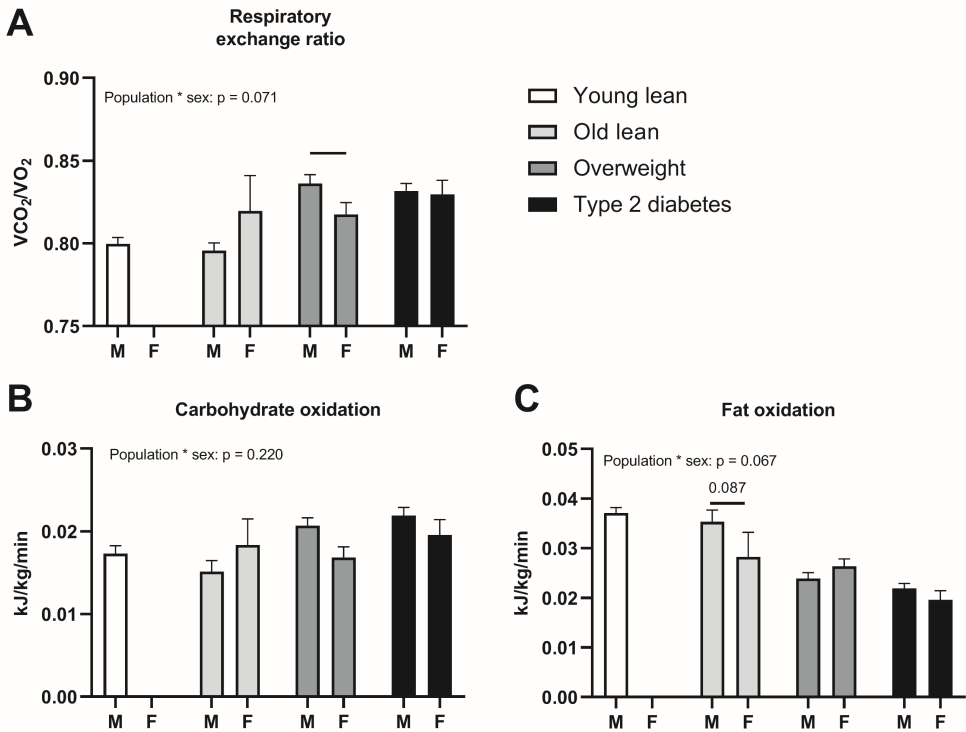 A
Respiratory
exchange ratio
0.90
0.85
0.80
0.75
VCO2/VO2
Population * sex: p = 0.071
M F M F M F M F
Young lean
Old lean
Overweight
Type 2 diabetes
B
Carbohydrate oxidation
0.03
0.02
0.01
0.00
kJ/kg/min
Population * sex: p = 0.220
M F M F M F M F
C
Fat oxidation
0.05
0.04
0.03
0.02
0.01
0.00
kJ/kg/min
Population * sex: p = 0.067
0.087
M F M F M F M F